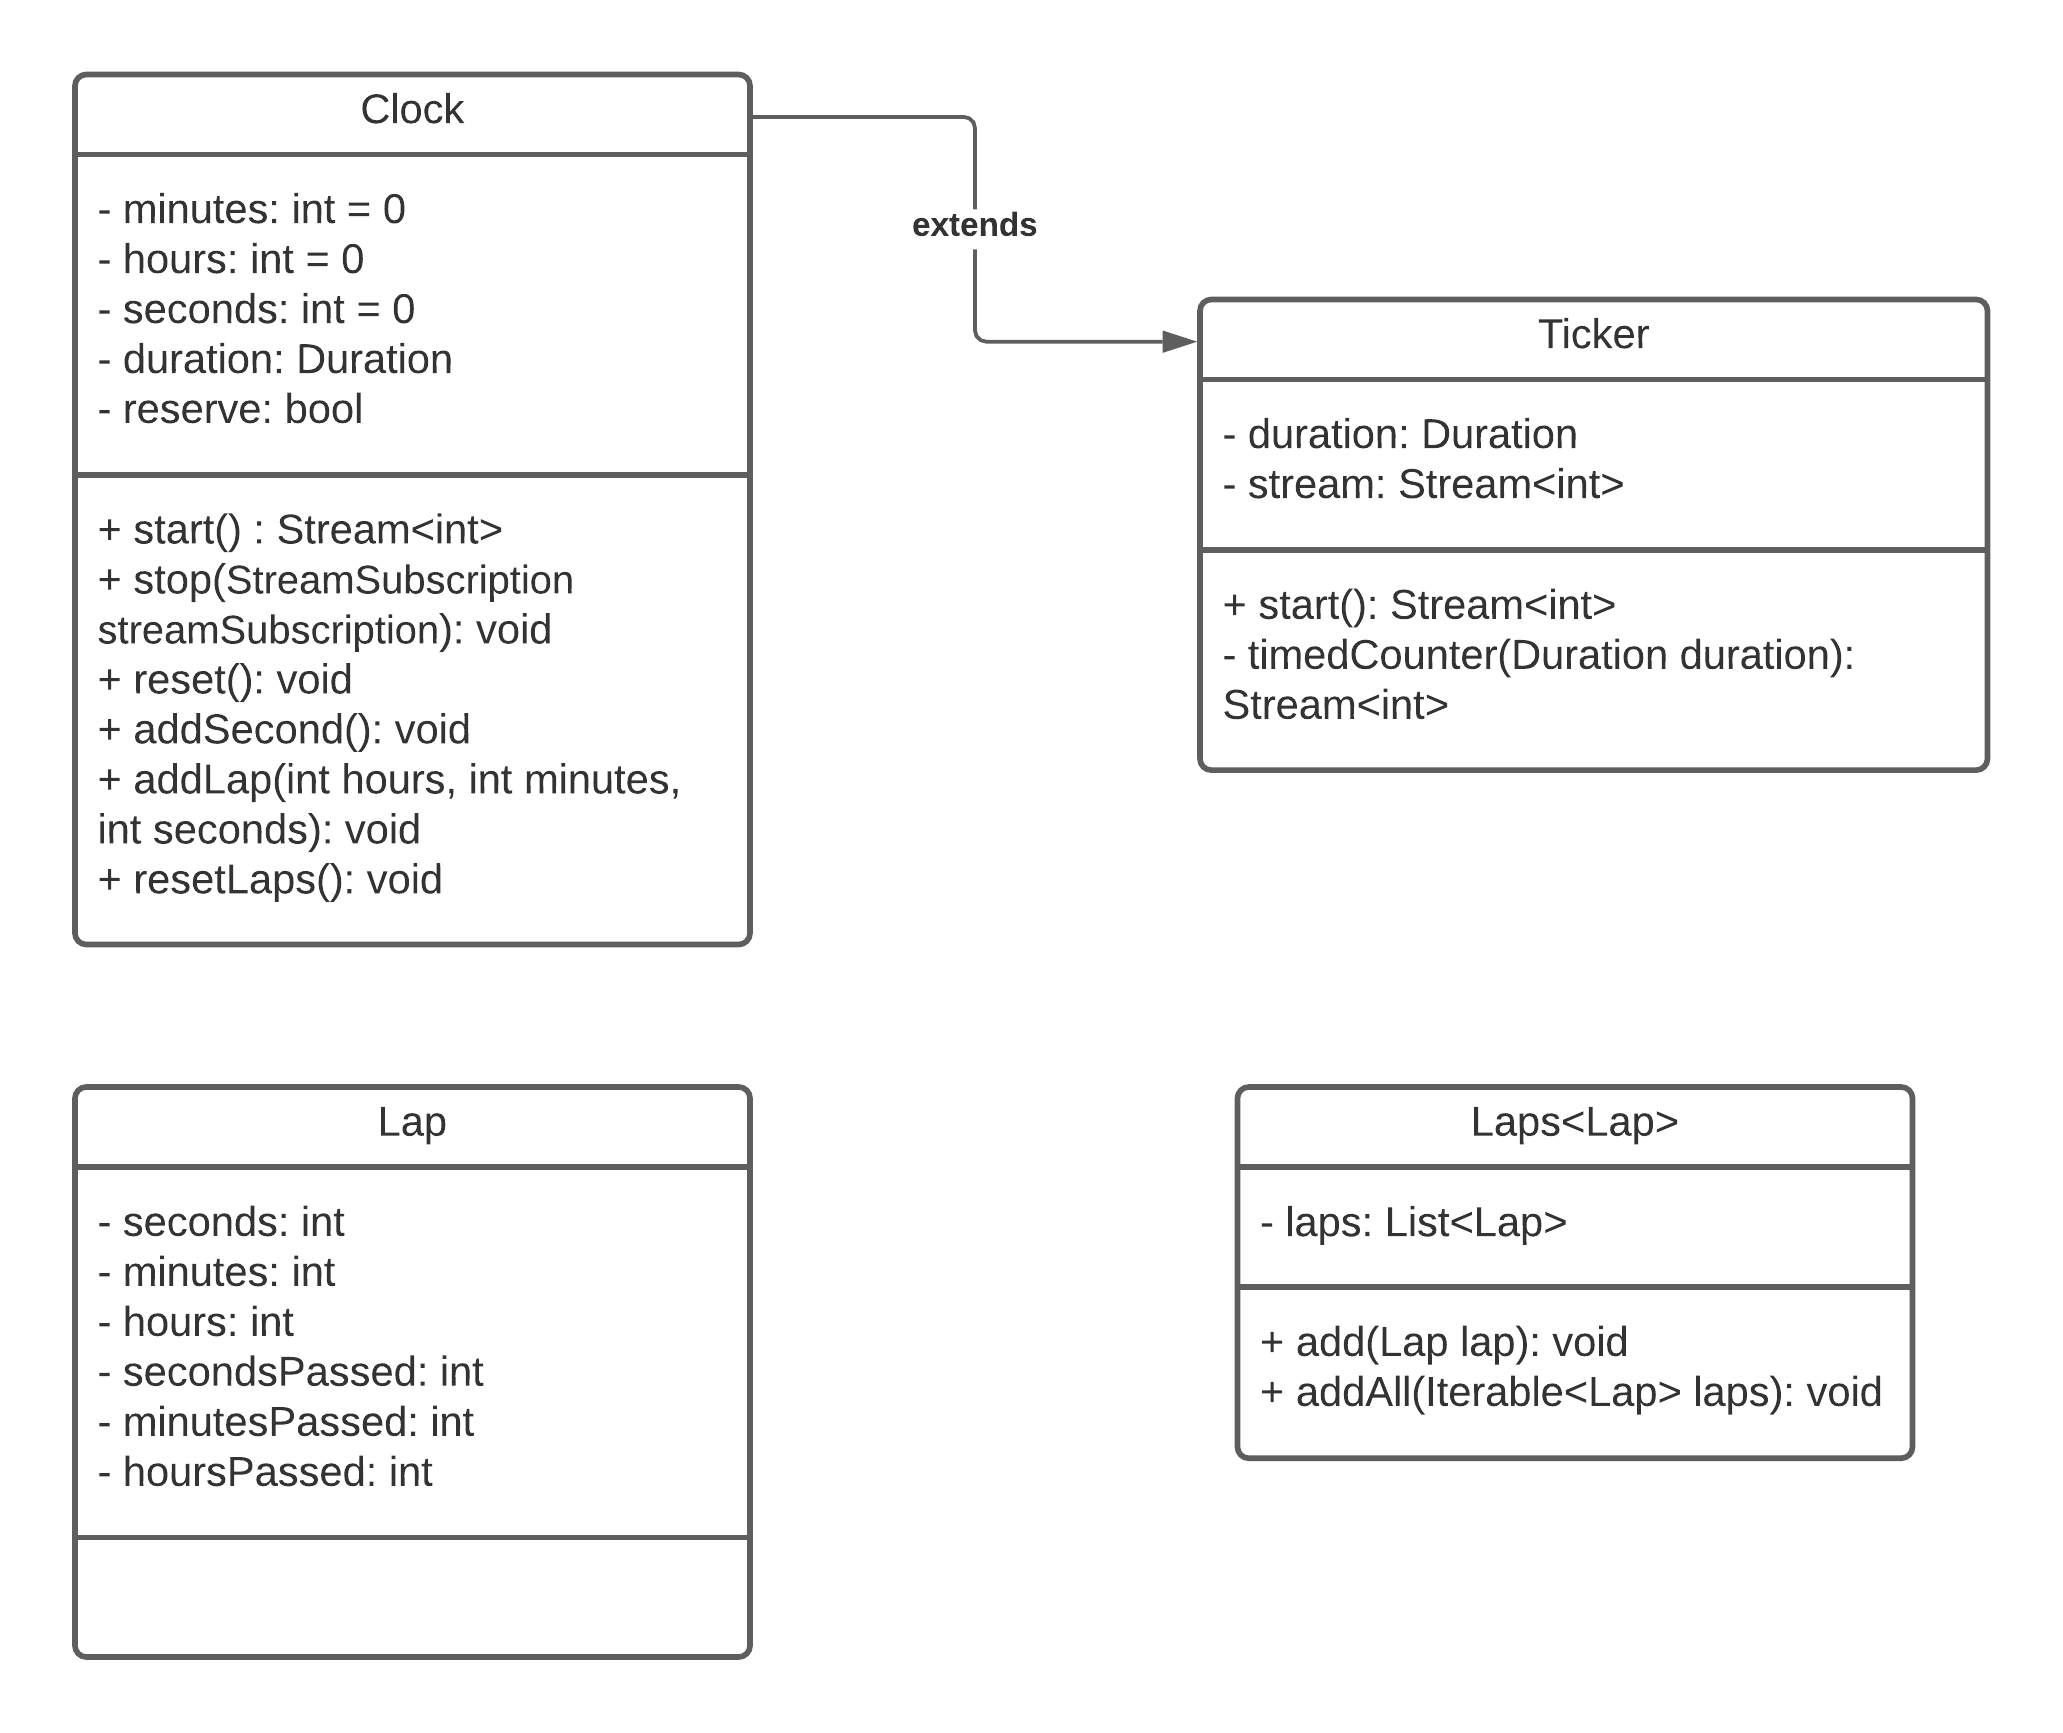 Clock
- minutes: int = 0
- hours: int = 0
- seconds: int = 0
- duration: Duration
- reserve: bool
+ start() : Stream<int>
+ stop(StreamSubscription
streamSubscription): void
+ reset(): void
+ addSecond(): void
+ addLap(int hours, int minutes,
int seconds): void
+ resetLaps(): void
extends
Ticker
- duration: Duration
- stream: Stream<int>
+ start(): Stream<int>
- timedCounter(Duration duration):
Stream<int>
Lap
- seconds: int
- minutes: int
- hours: int
- secondsPassed: int
- minutesPassed: int
- hoursPassed: int
Laps<Lap>
- laps: List<Lap>
+ add(Lap lap): void
+ addAll(Iterable<Lap> laps): void